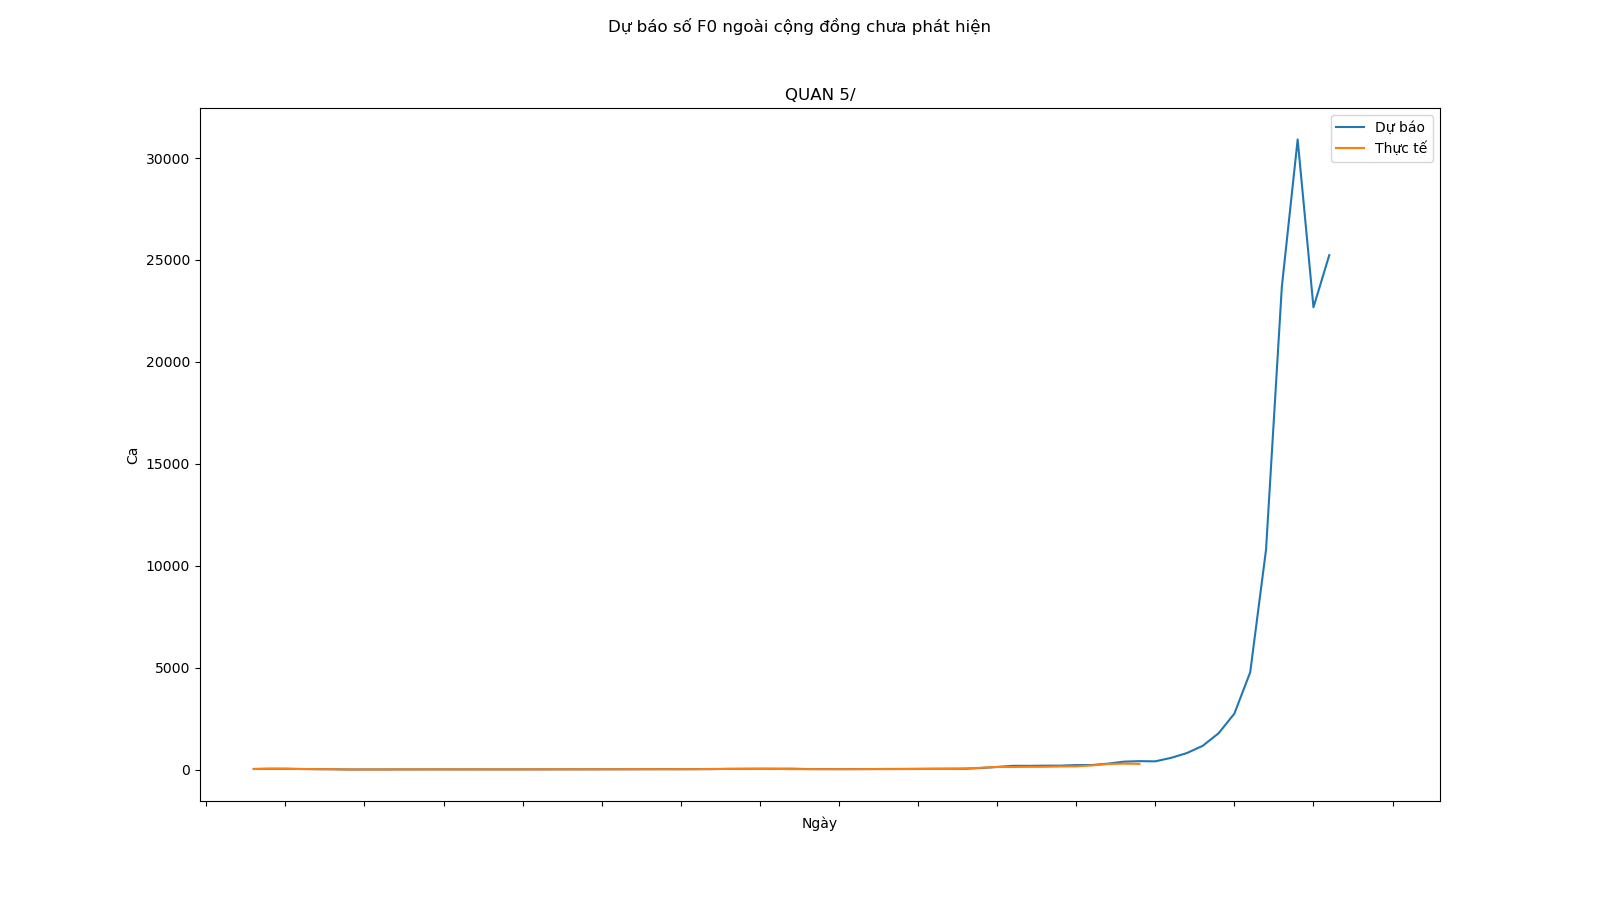 Dự báo số F0 ngoài cộng đồng chưa phát hiện
QUAN 5/
Dự báo
Thực tế
30000
25000
20000
15000
10000
5000
0
Ca
Ngày